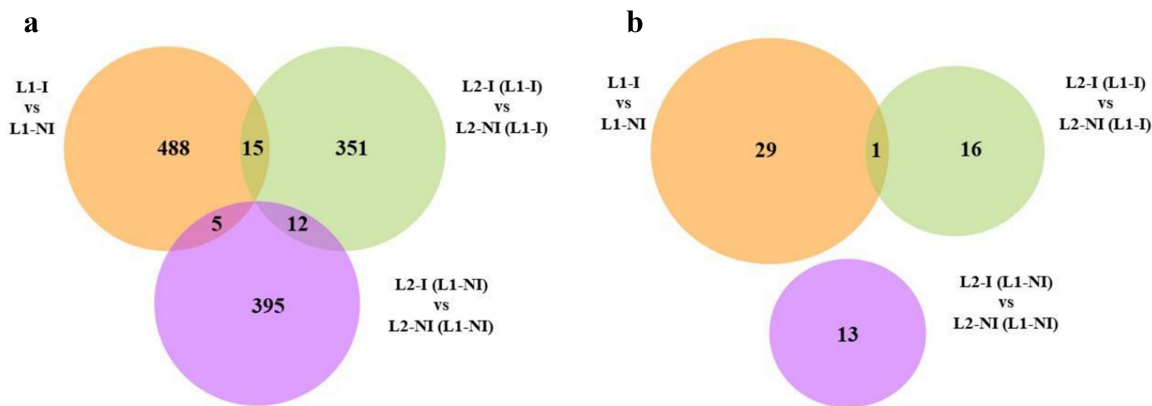 a
L1-I
vs
L1-NI
488
15
351
L2-I (L1-I)
vs
L2-NI (L1-I)
5
12
395
L2-I (L1-NI)
vs
L2-NI (L1-NI)
b
L1-I
vs
L1-NI
29
1
16
L2-I (L1-I)
vs
L2-NI (L1-I)
13
L2-I (L1-NI)
vs
L2-NI (L1-NI)